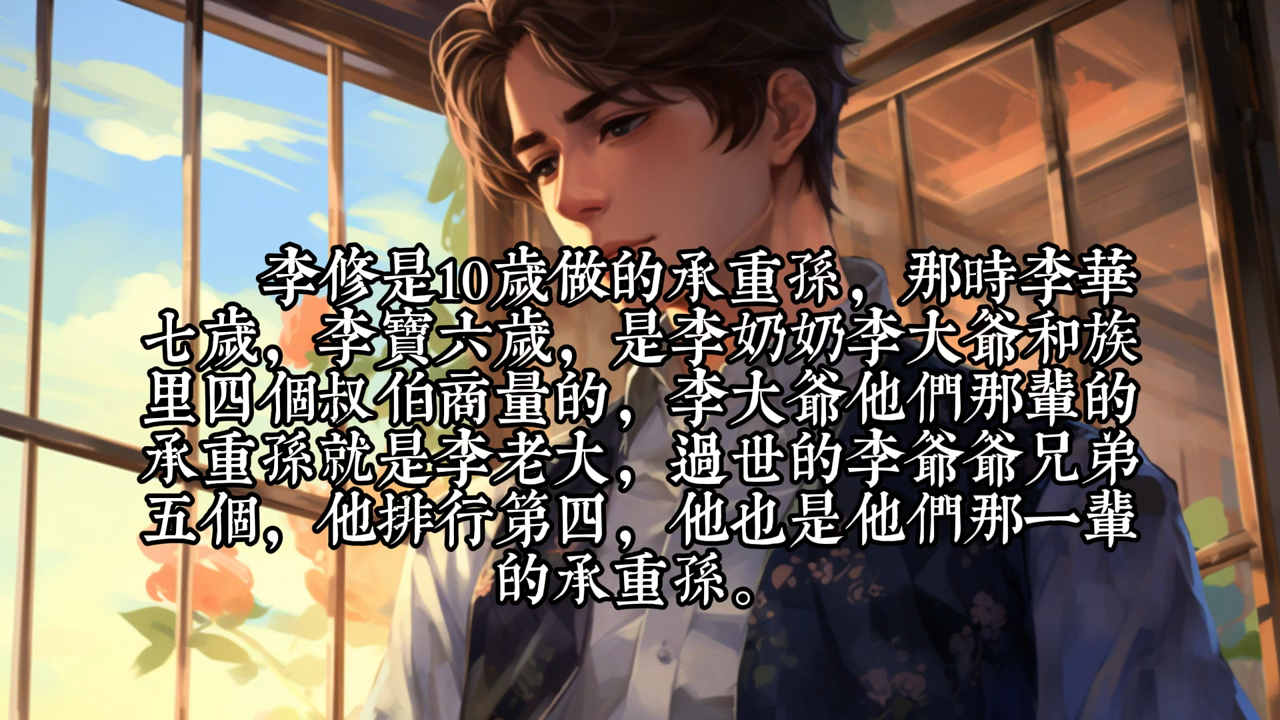 李修是10歲做的承重孫，那時李華
七歲，李寶六歲，是李奶奶李大爺和族
里四個叔伯商量的，李大爺他們那輩的
承重孫就是李老大，過世的李爺爺兄弟
五個，他排行第四，他也是他們那一輩
的承重孫。